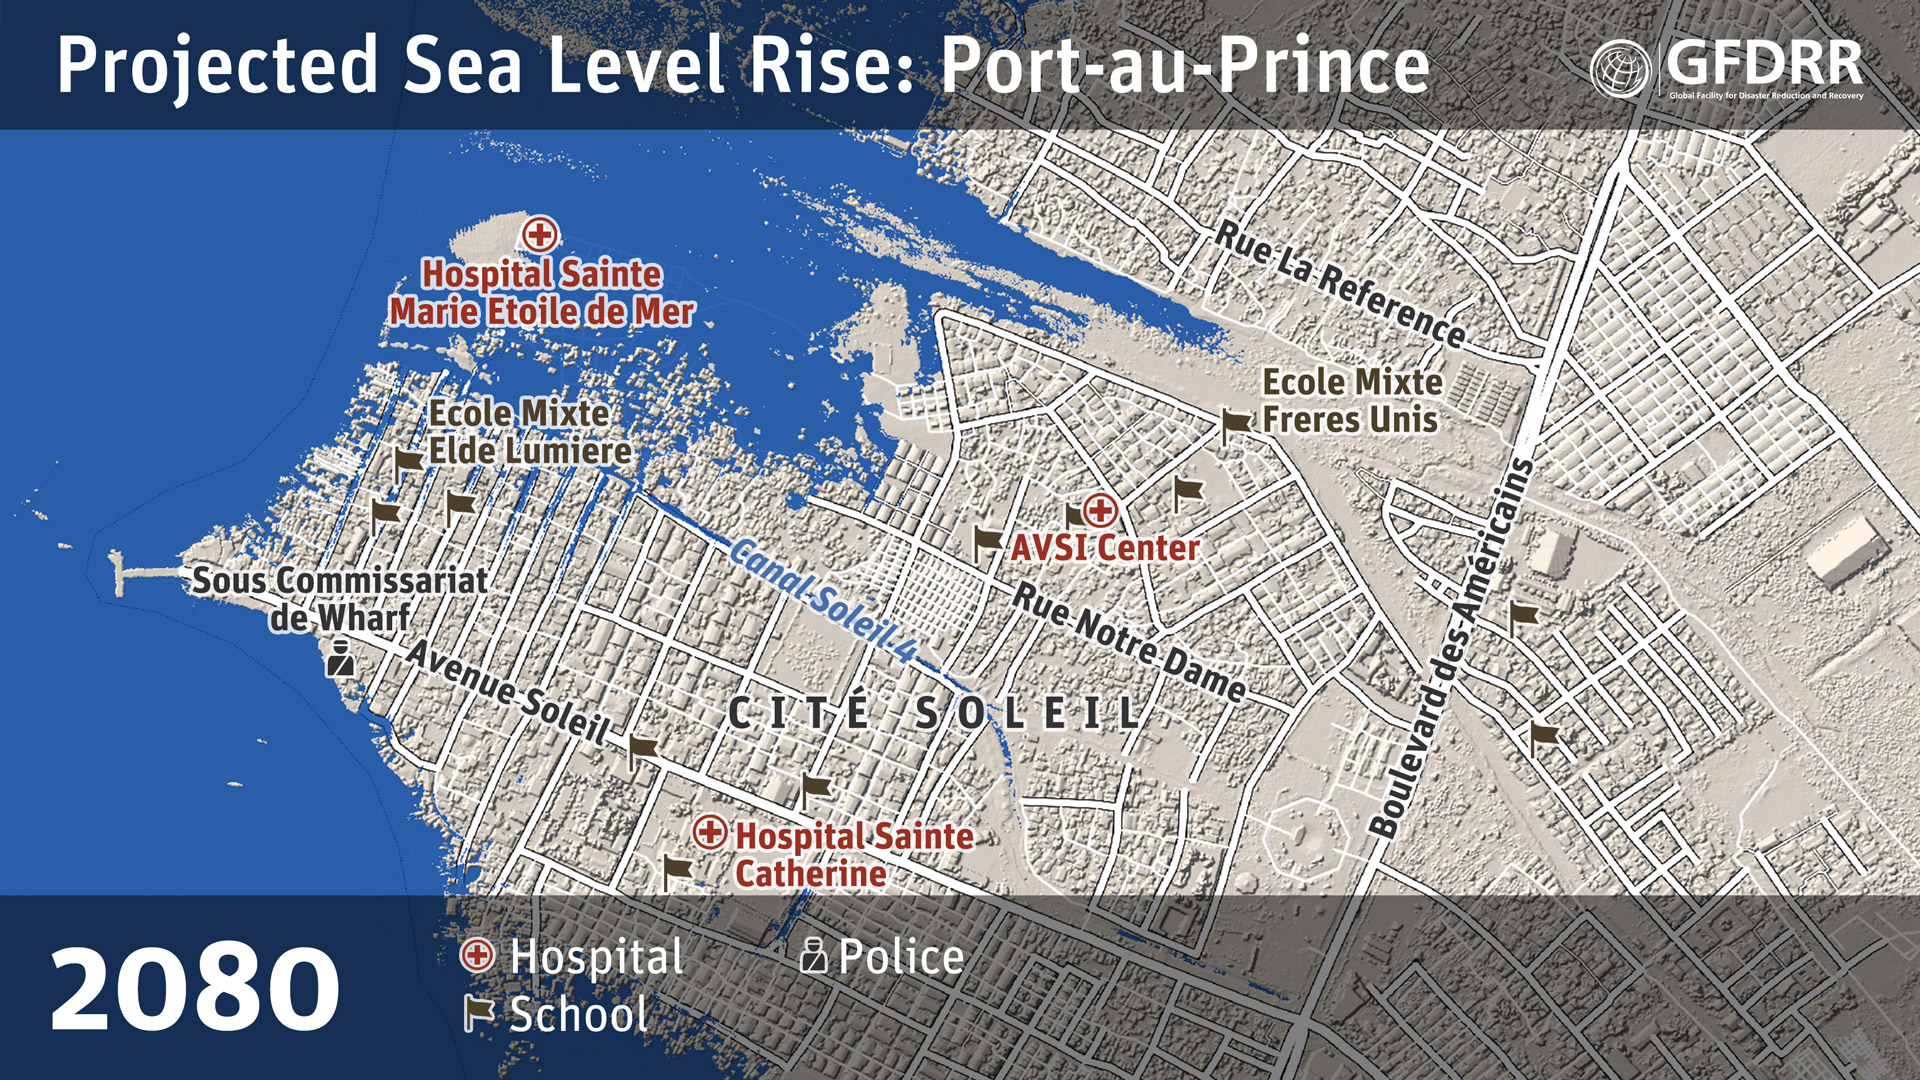 Projected Sea Level Rise: Port-au-Prince
GFDRR
Global Facility for Disaster Reduction and Recovery
Hospital Sainte
Marie Etoile de Mer
Rue La Reference
Ecole Mixte
Freres Unis
Ecole Mixte
Elde Lumiere
AVSI Center
Canal Soleil 4
Sous Commissariat
de Wharf
Rue Notre Dame
Boulevard des Américains
Avenue Soleil
CITÉ SOLEIL
Hospital Sainte
Catherine
2080
Hospital
Police
School